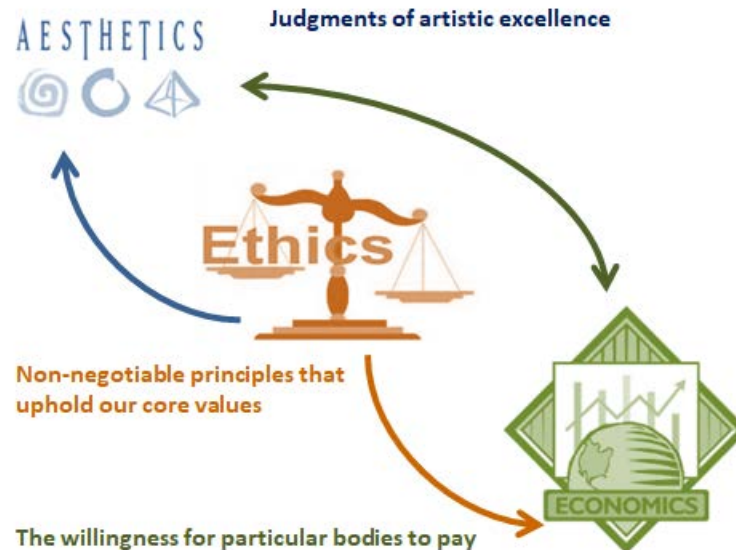 AESTHETICS
Judgments of artistic excellence
Ethics
Non-negotiable principles that
uphold our core values
ECONOMICS
The willingness for particular bodies to pay